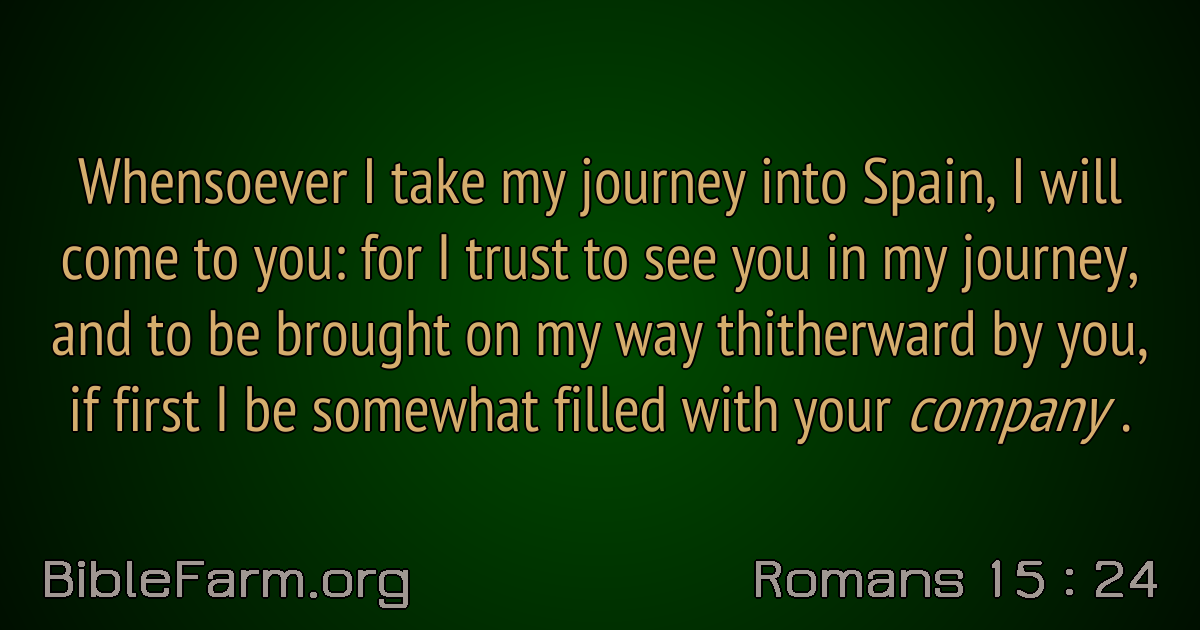 Whensoever I take my journey into Spain, I will
come to you: for I trust to see you in my journey,
and to be brought on my way thitherward by you,
if first I be somewhat filled with your company .
BibleFarm.org
Romans 15 : 24